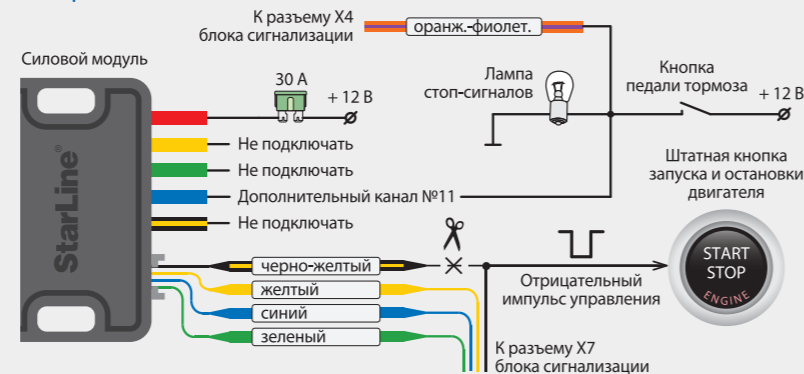 К разъему X4
блока сигнализации
оранж.-фиолет.
Силовой модуль
30 А
+ 12 В
Лампа
стоп-сигналов
Кнопка
педали тормоза
+ 12 В
Не подключать
Не подключать
Дополнительный канал №11
Не подключать
StarLine®
Штатная кнопка
запуска и остановки
двигателя
START
STOP
ENGINE
черно-желтый
желтый
синий
зеленый
Отрицательный
импульс управления
К разъему X7
блока сигнализации